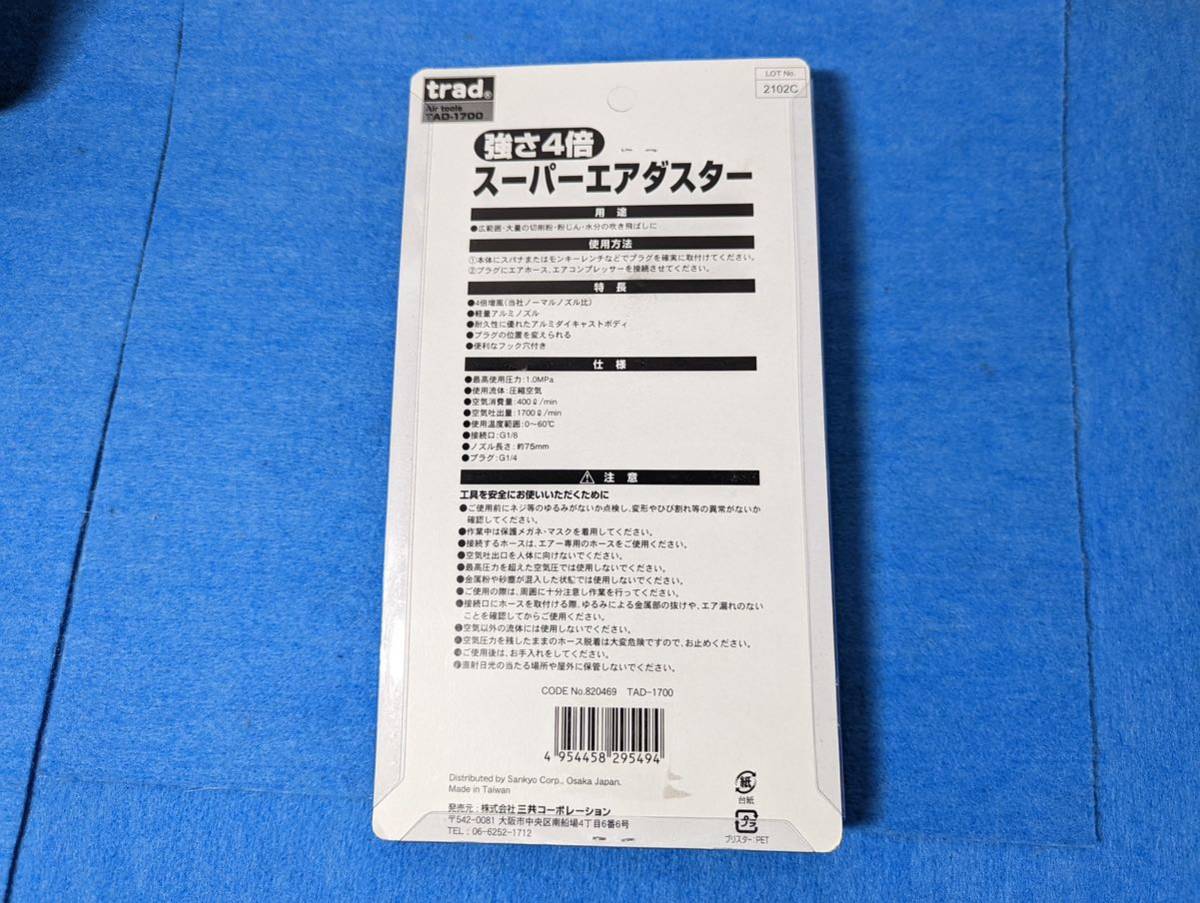 trad®
Air tools
TAD-1700
LOT No.
2102C
強さ4倍
スーパーエアダスター
用途
●広範囲・大量の切削粉・粉じん・水分の吹き飛ばしに
使用方法
①本体にスパナまたはモンキーレンチなどでプラグを確実に取付けてください。
②プラグにエアホース、エアコンプレッサーを接続させてください。
特長
●4倍増風(当社ノーマルノズル比)
●軽量アルミノズル
●耐久性に優れたアルミダイキャストボディ
●プラグの位置を変えられる
●便利なフック穴付き
仕様
●最高使用圧力:1.0MPa
●使用流体:圧縮空気
●空気消費量:400ℓ/min
●空気吐出量:1700ℓ/min
●使用温度範囲:0～60℃
●接続口:G1/8
●ノズル長さ:約75mm
●プラグ:G1/4
⚠ 注意
工具を安全にお使いいただくために
●ご使用前にネジ等のゆるみがないか点検し、変形やひび割れ等の異常がないか
確認してください。
●作業中は保護メガネ・マスクを着用してください。
●接続するホースは、エアー専用のホースをご使用ください。
●空気吐出口を人体に向けないでください。
●最高圧力を超えた空気圧では使用しないでください。
●金属粉や砂塵が混入した状態では使用しないでください。
●ご使用の際は、周囲に十分注意し作業を行ってください。
●接続口にホースを取付ける際、ゆるみによる金属部の抜けや、エア漏れのない
ことを確認してからご使用ください。
●空気以外の流体には使用しないでください。
●空気圧力を残したままのホース脱着は大変危険ですので、お止めください。
●ご使用後は、お手入れをしてください。
●直射日光の当たる場所や屋外に保管しないでください。
CODE No.820469 TAD-1700
4 954458 295494
Distributed by Sankyo Corp., Osaka Japan.
Made in Taiwan
発売元:株式会社 三共コーポレーション
〒542-0081 大阪市中央区南船場4丁目6番6号
TEL:06-6252-1712
紙
台紙
プラ
ブリスター:PET